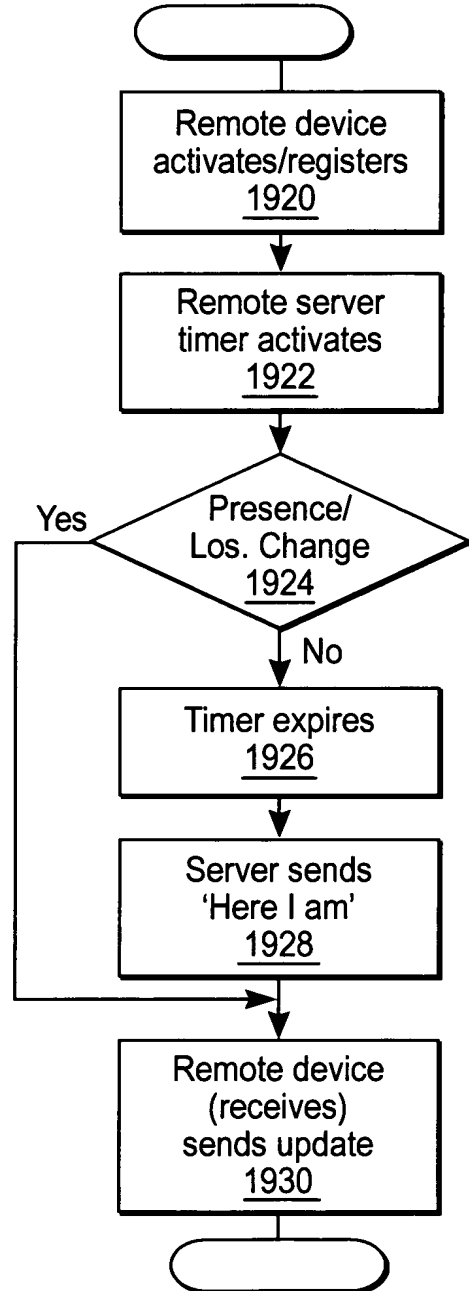 Remote device
activates/registers
1920
Remote server
timer activates
1922
Yes
Presence/
Los. Change
1924
No
Timer expires
1926
Server sends
‘Here I am’
1928
Remote device
(receives)
sends update
1930